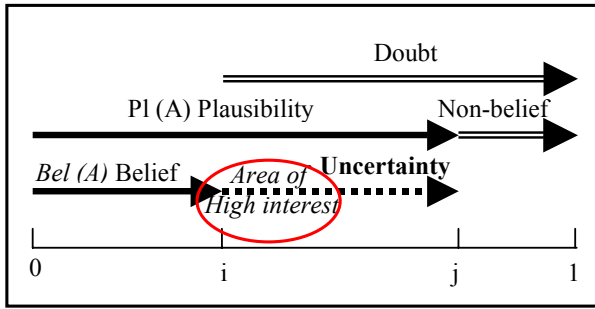 Doubt
Pl (A) Plausibility Non-belief
Bel (A) Belief Area of Uncertainty
High interest
0 i j 1